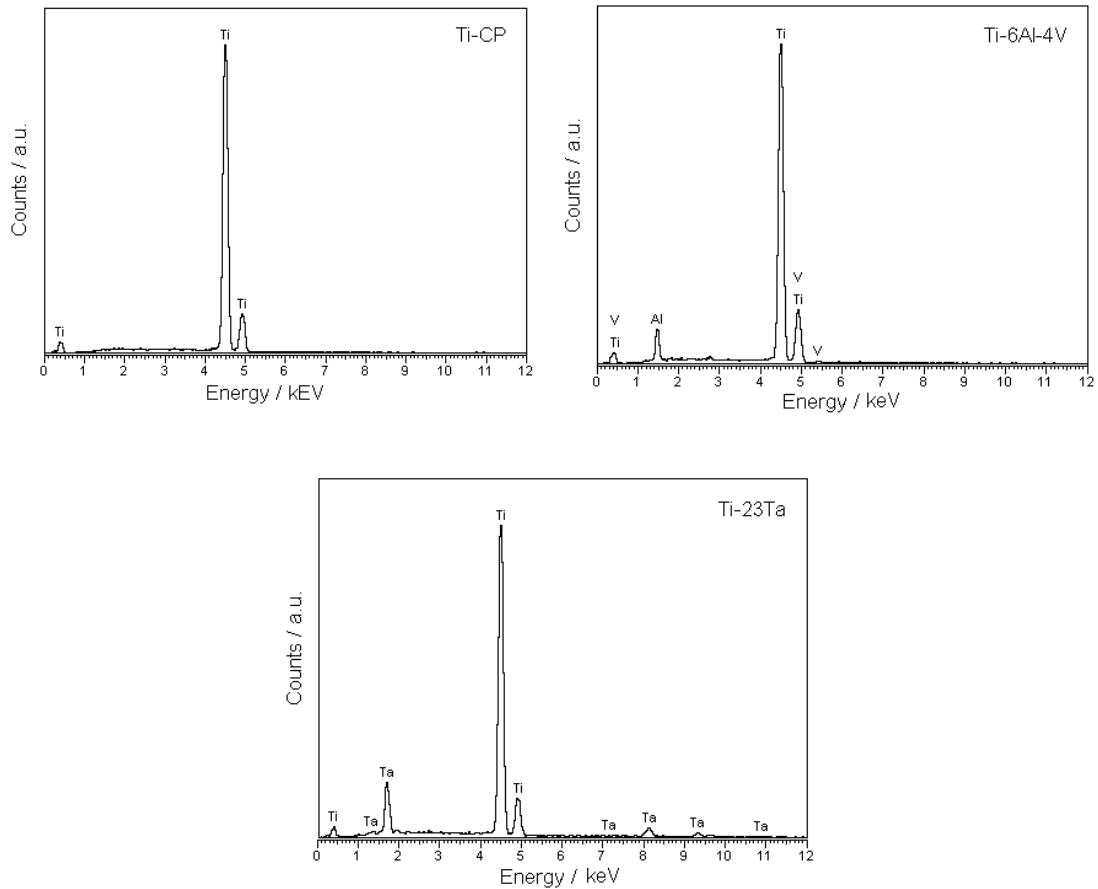 Ti-CP
Ti
Ti
Ti
Counts / a.u.
0 1 2 3 4 5 6 7 8 9 10 11 12
Energy / kEV
Ti-6Al-4V
Ti
V
Ti
Al
V
Ti
V
Counts / a.u.
0 1 2 3 4 5 6 7 8 9 10 11 12
Energy / keV
Ti-23Ta
Ti
Ta
Ti
Ti
Ta
Ta
Ta
Ta
Ta
Counts / a.u.
0 1 2 3 4 5 6 7 8 9 10 11 12
Energy / keV